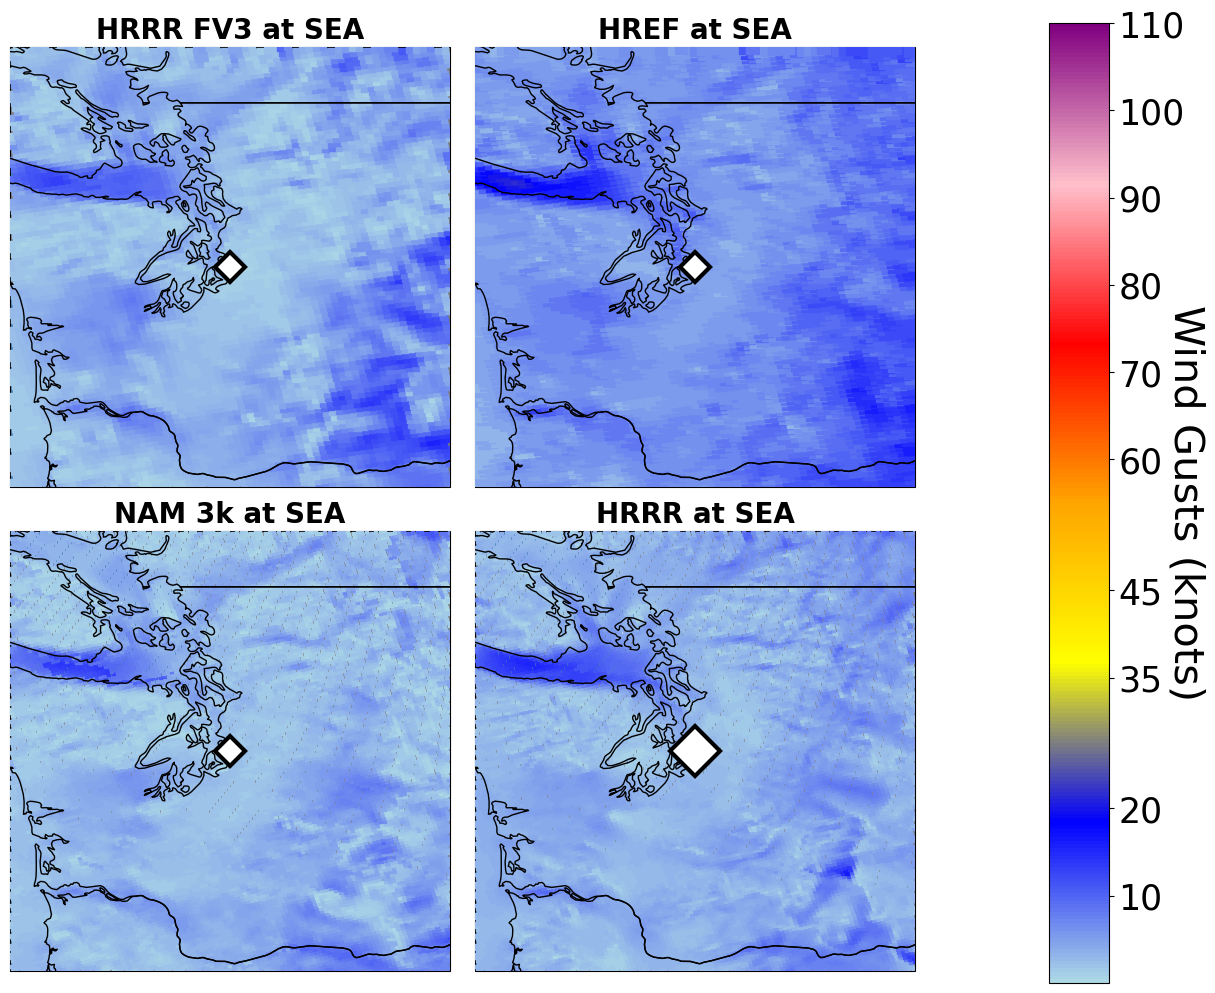 HRRR FV3 at SEA
HREF at SEA
NAM 3k at SEA
HRRR at SEA
110
100
90
80
70
60
45
35
20
10
Wind Gusts (knots)